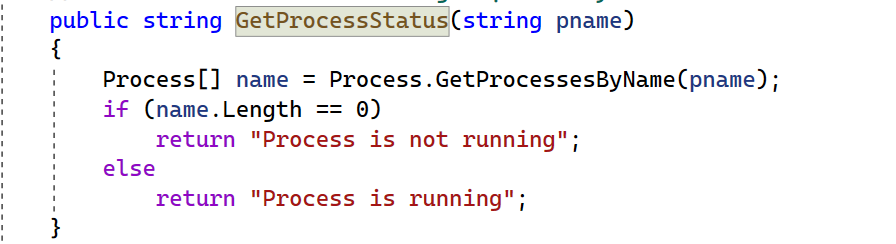 public string GetProcessStatus(string pname)
{
Process[] name = Process.GetProcessesByName(pname);
if (name.Length == 0)
return "Process is not running";
else
return "Process is running";
}